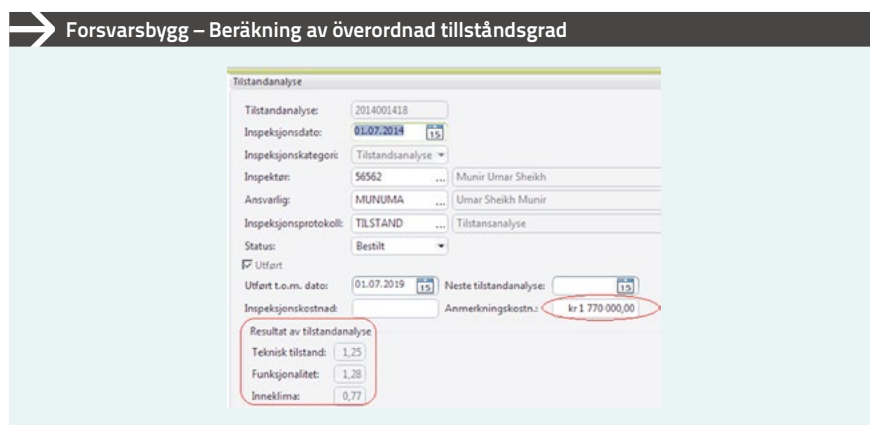 Forsvarsbygg – Beräkning av överordnad tillståndsgrad
Tilstandanalyse
Tilstandanalyse: 2014001418
Inspeksjonsdato: 01.07.2014 15
Inspeksjonskategori: Tilstandsanalyse
Inspektør: 56562 ... Munir Umar Sheikh
Ansvarlig: MUNUMA ... Umar Sheikh Munir
Inspeksjonsprotokoll: TILSTAND ... Tilstansanalyse
Status: Bestilt
Utført
Utført t.o.m. dato: 01.07.2019 15 Neste tilstandanalyse: 15
Inspeksjonskostnad: Anmerkningskostn.: kr 1 770 000,00
Resultat av tilstandanalyse
Teknisk tilstand: 1,25
Funksjonalitet: 1,28
Inneklima: 0,77